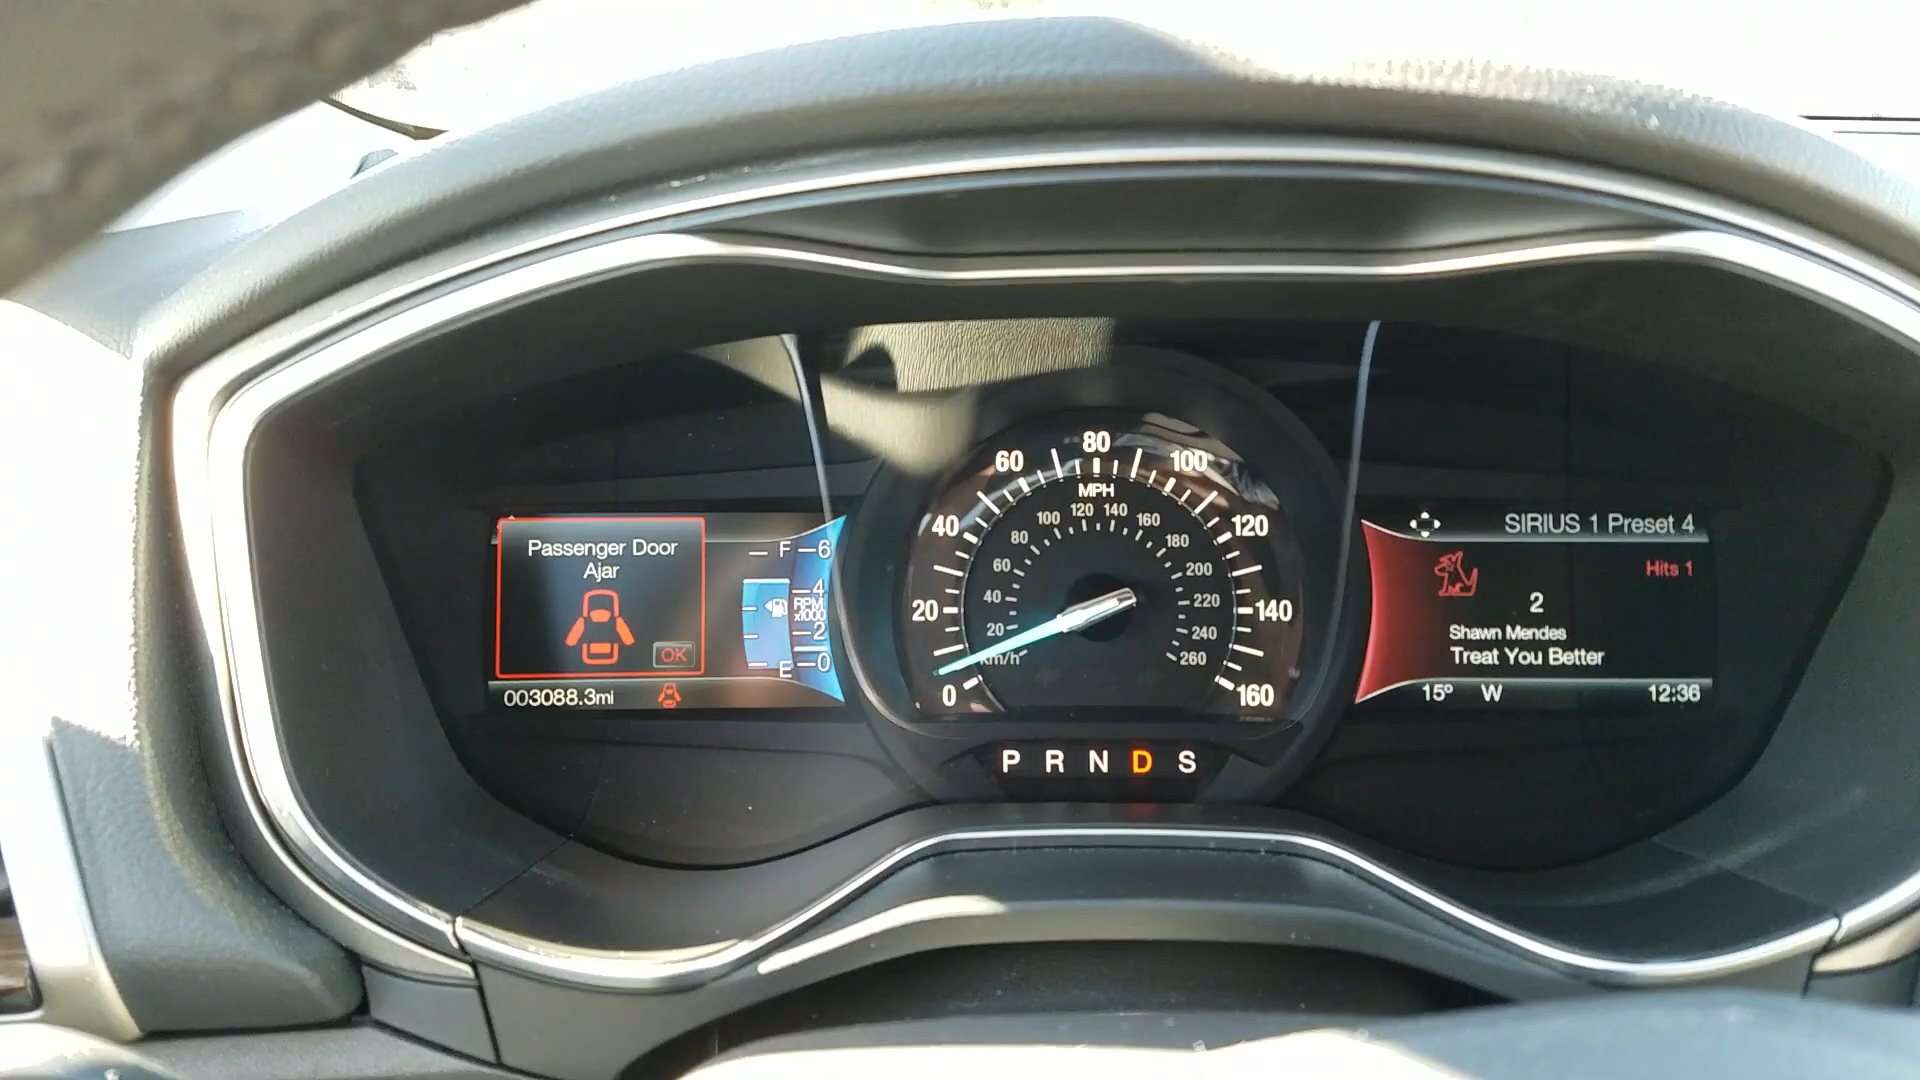 Passenger Door
Ajar
OK
003088.3mi
F
E
6
4
RPM
x1000
2
0
0
20
40
60
80
100
120
140
160
MPH
km/h
20
40
60
80
100
120
140
160
180
200
220
240
260
P R N D S
SIRIUS 1 Preset 4
Hits 1
2
Shawn Mendes
Treat You Better
15° W 12:36